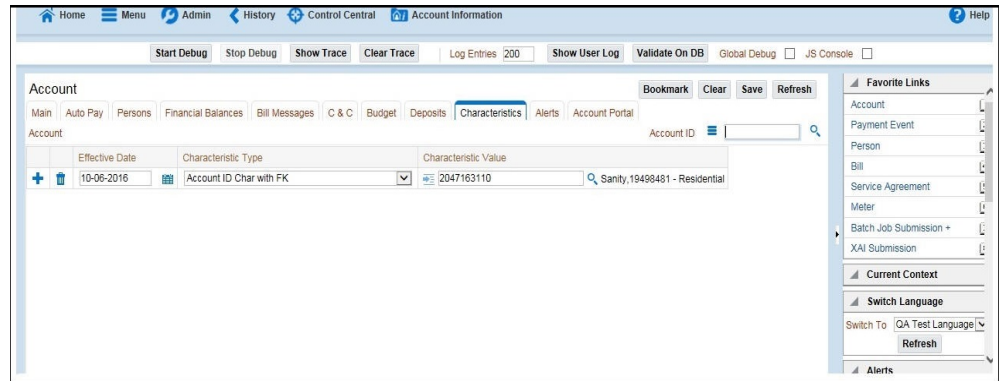 Home Menu Admin History Control Central Account Information Help
Start Debug Stop Debug Show Trace Clear Trace Log Entries 200 Show User Log Validate On DB Global Debug JS Console
Account Bookmark Clear Save Refresh
Main Auto Pay Persons Financial Balances Bill Messages C & C Budget Deposits Characteristics Alerts Account Portal
Account Account ID
Effective Date Characteristic Type Characteristic Value
10-06-2016 Account ID Char with FK 2047163110 Sanity,19498481 - Residential
Favorite Links
Account
Payment Event
Person
Bill
Service Agreement
Meter
Batch Job Submission +
XAI Submission
Current Context
Switch Language
Switch To QA Test Language
Refresh
Alerts